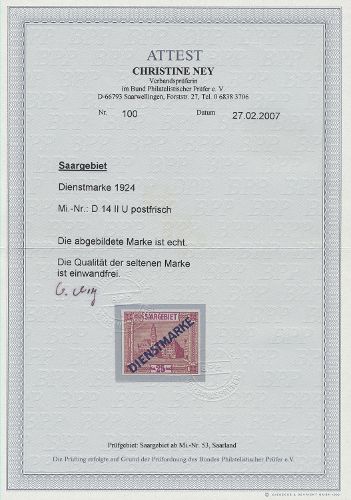 ATTEST
CHRISTINE NEY
Verbandsprüferin
im Bund Philatelistischer Prüfer e. V
D-66793 Saarwellingen, Forststr. 27, Tel. 0 6838 3706
Nr. 100 Datum 27.02.2007
Saargebiet
Dienstmarke 1924
Mi.-Nr.: D 14 II U postfrisch
Die abgebildete Marke ist echt.
Die Qualität der seltenen Marke
ist einwandfrei.
SAARGEBIET
DIENSTMARKE
Prüfgebiet: Saargebiet ab Mi.-Nr. 53, Saarland
Die Prüfung erfolgte auf Grund der Prüfordnung des Bundes Philatelistischer Prüfer e.V.